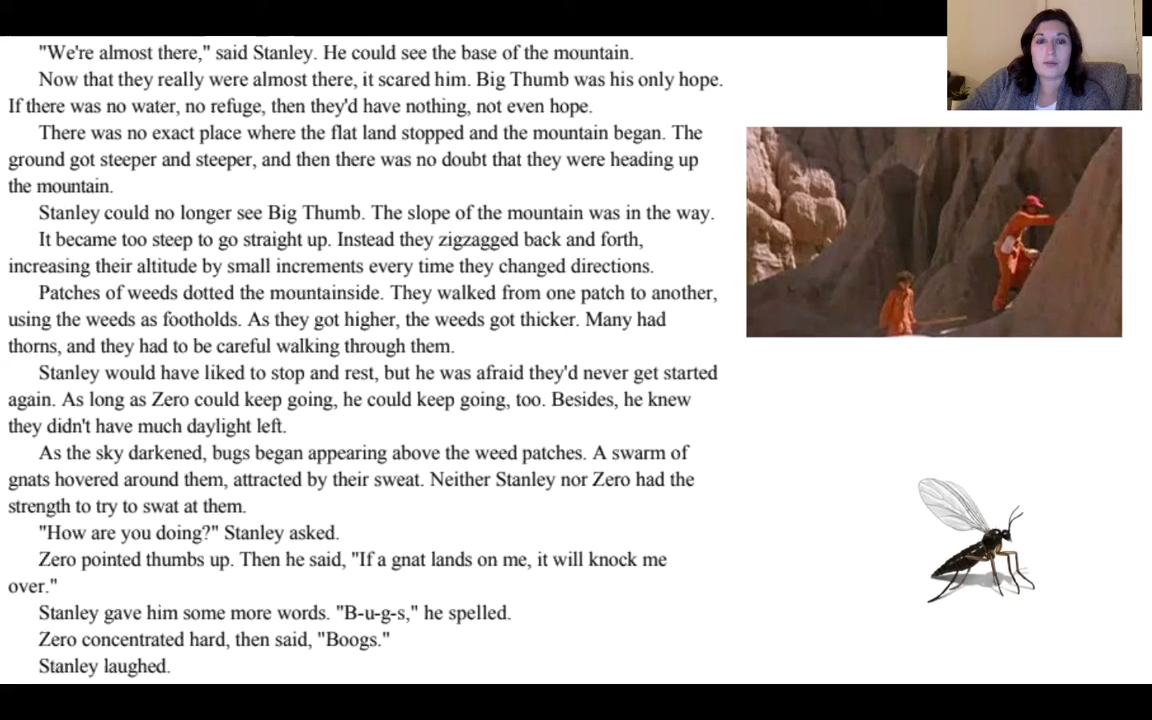 "We're almost there," said Stanley. He could see the base of the mountain.
Now that they really were almost there, it scared him. Big Thumb was his only hope.
If there was no water, no refuge, then they'd have nothing, not even hope.
There was no exact place where the flat land stopped and the mountain began. The
ground got steeper and steeper, and then there was no doubt that they were heading up
the mountain.
Stanley could no longer see Big Thumb. The slope of the mountain was in the way.
It became too steep to go straight up. Instead they zigzagged back and forth,
increasing their altitude by small increments every time they changed directions.
Patches of weeds dotted the mountainside. They walked from one patch to another,
using the weeds as footholds. As they got higher, the weeds got thicker. Many had
thorns, and they had to be careful walking through them.
Stanley would have liked to stop and rest, but he was afraid they'd never get started
again. As long as Zero could keep going, he could keep going, too. Besides, he knew
they didn't have much daylight left.
As the sky darkened, bugs began appearing above the weed patches. A swarm of
gnats hovered around them, attracted by their sweat. Neither Stanley nor Zero had the
strength to try to swat at them.
"How are you doing?" Stanley asked.
Zero pointed thumbs up. Then he said, "If a gnat lands on me, it will knock me
over."
Stanley gave him some more words. "B-u-g-s," he spelled.
Zero concentrated hard, then said, "Boogs."
Stanley laughed.